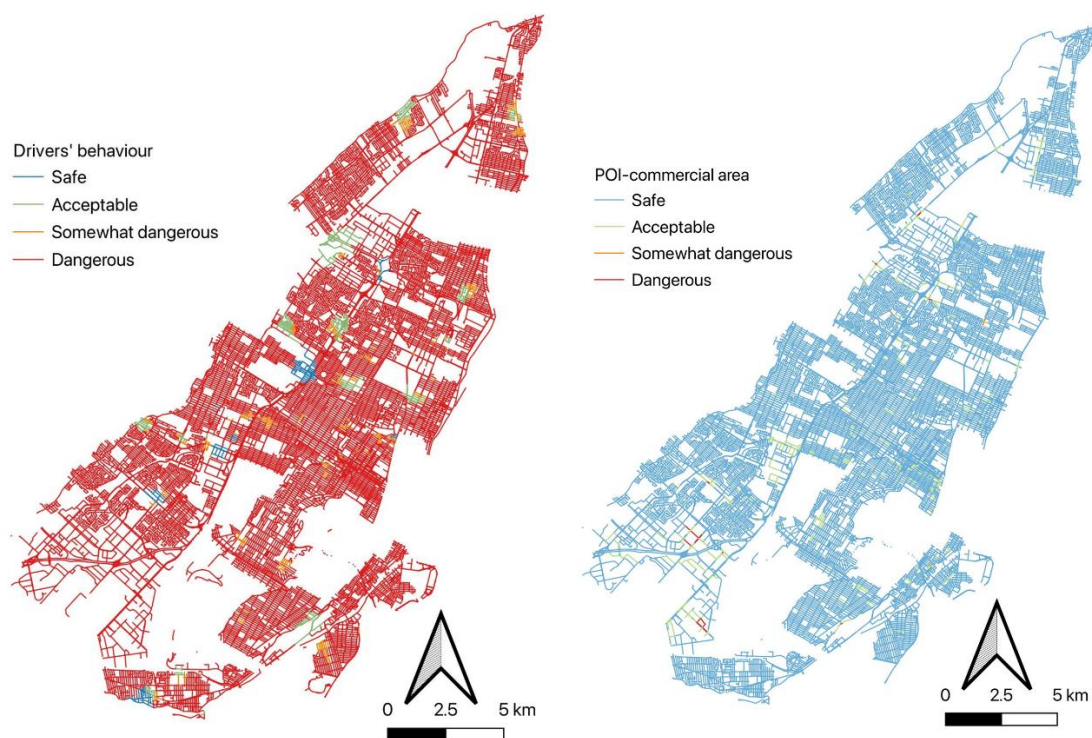 Drivers' behaviour
Safe
Acceptable
Somewhat dangerous
Dangerous
0 2.5 5 km
POI-commercial area
Safe
Acceptable
Somewhat dangerous
Dangerous
0 2.5 5 km